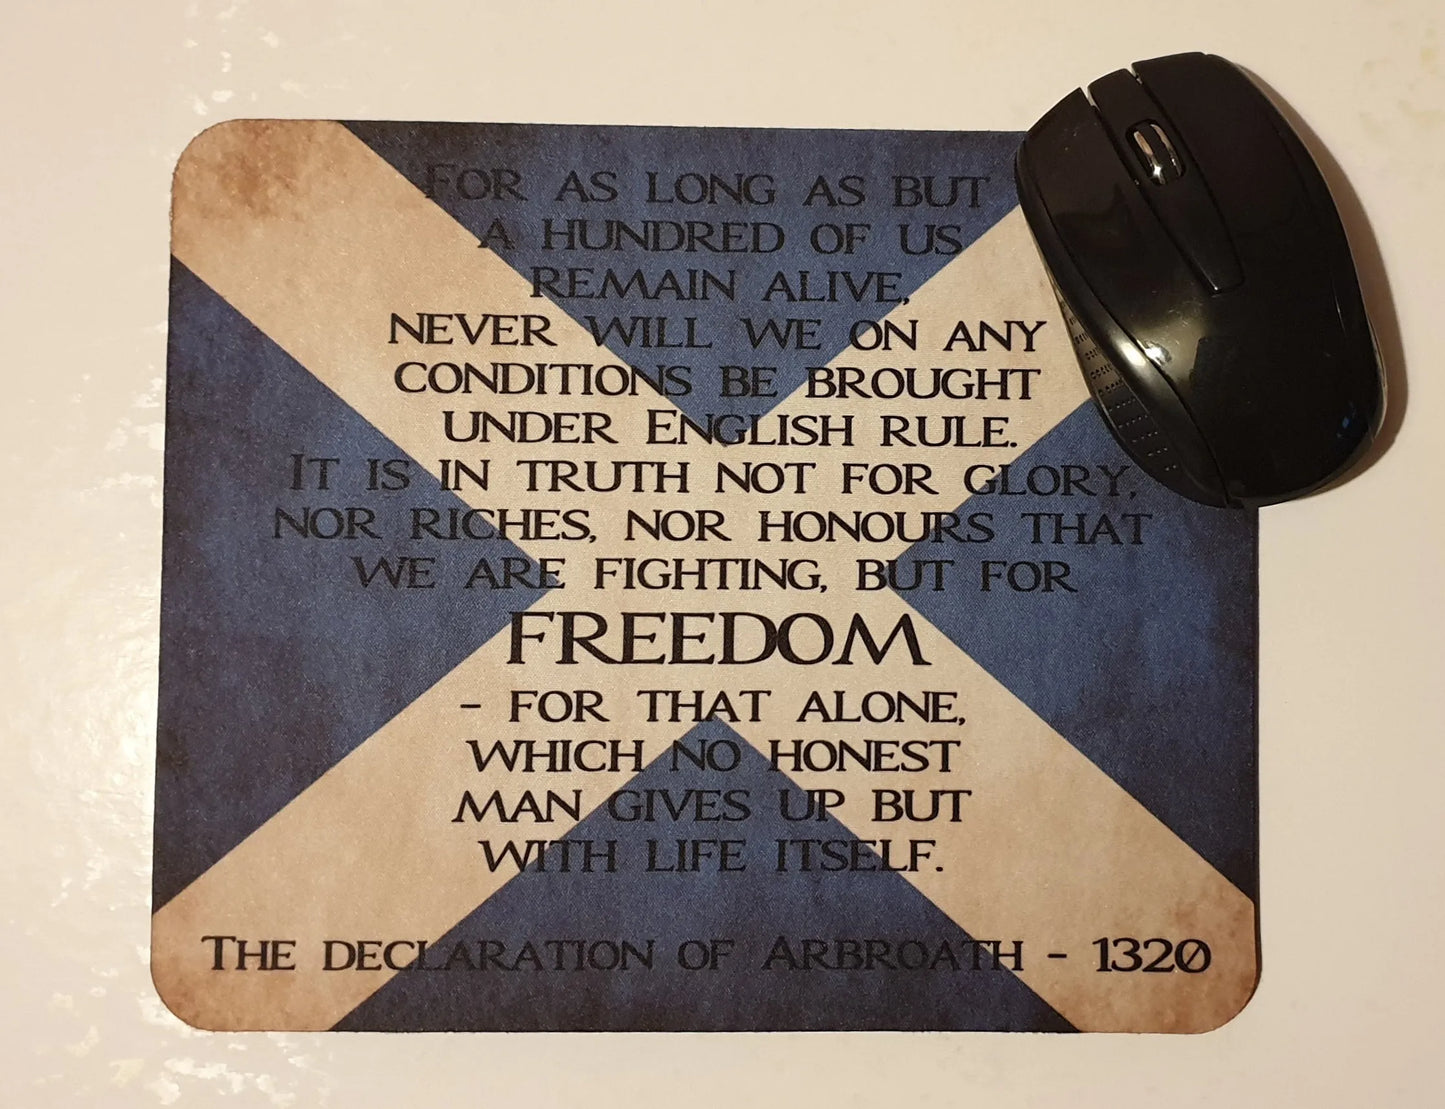 For as long as but
a hundred of us
remain alive,
never will we on any
conditions be brought
under English rule.
It is in truth not for glory,
nor riches, nor honours that
we are fighting, but for
FREEDOM
- for that alone,
which no honest
man gives up but
with life itself.
The declaration of Arbroath - 1320